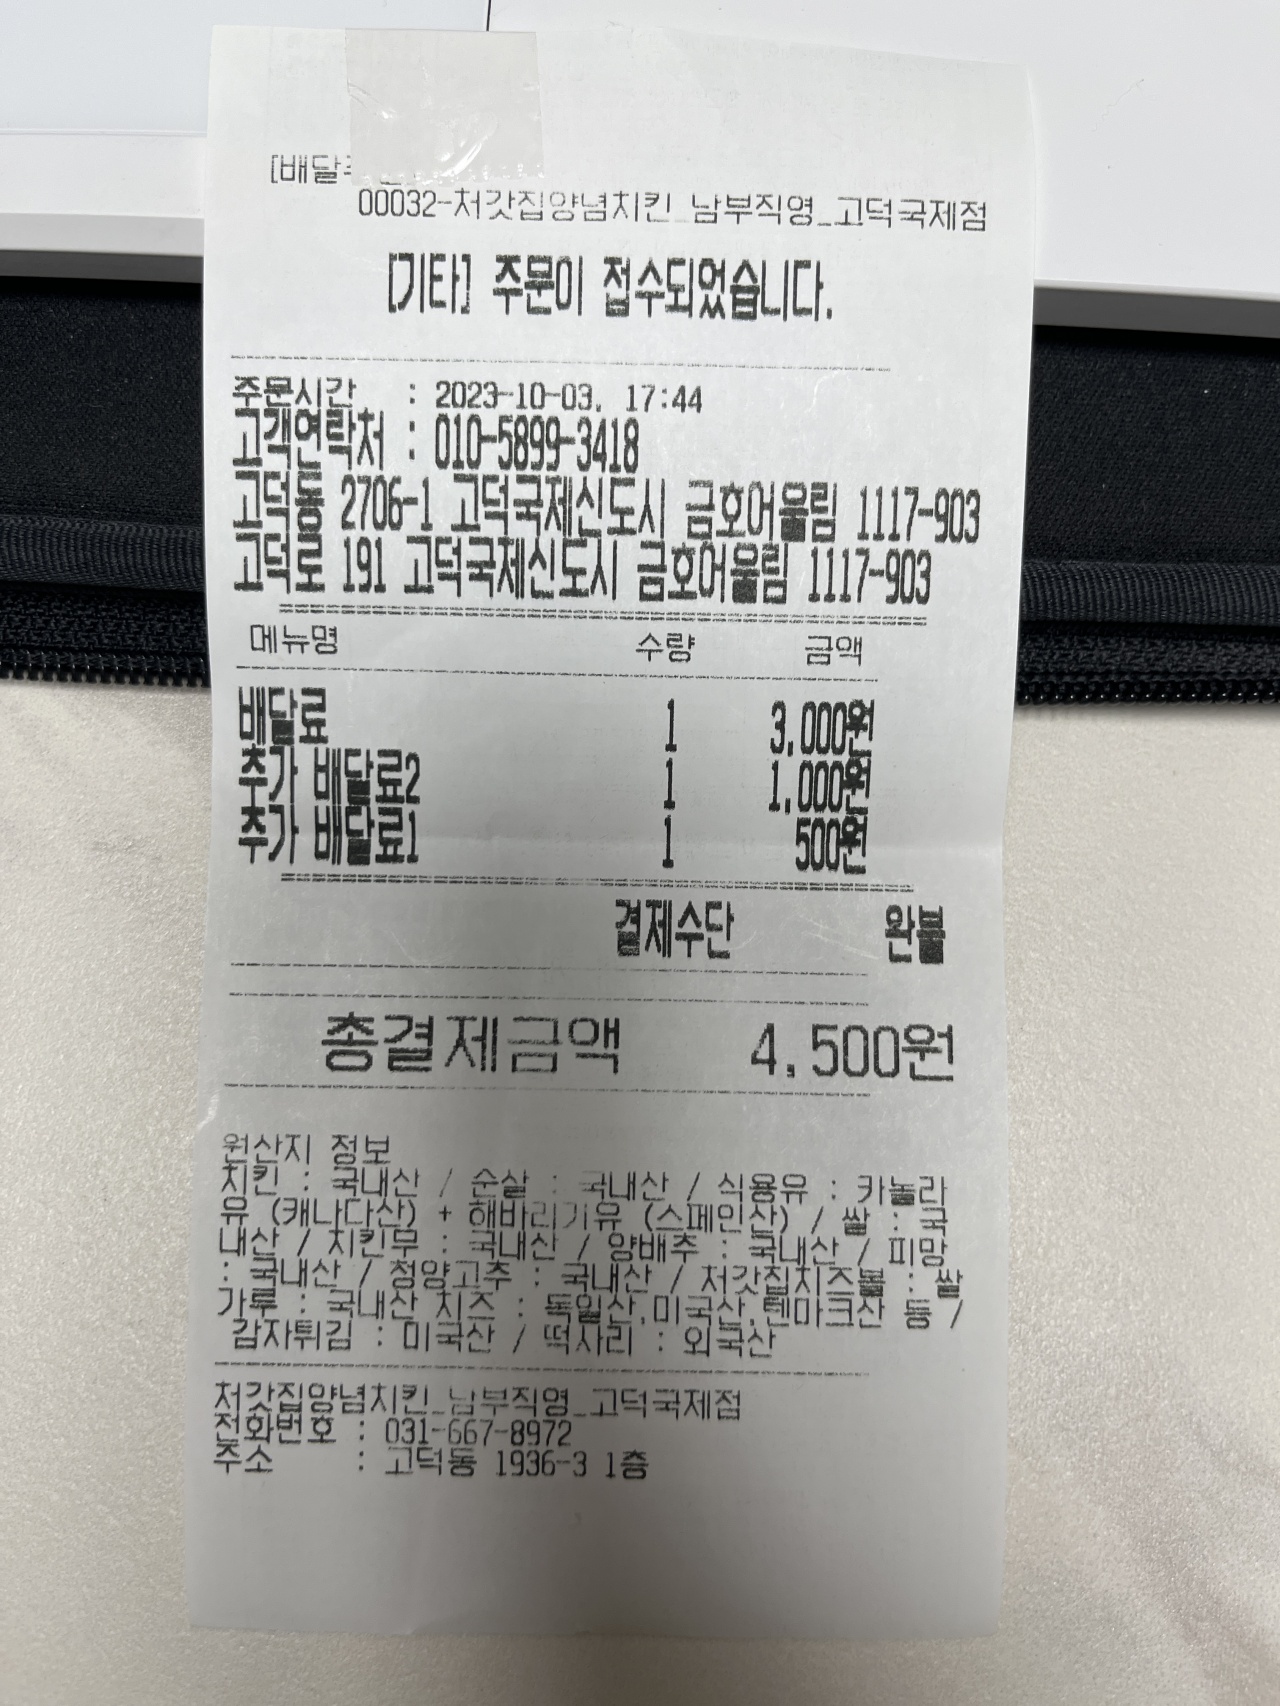 [배달
00032-처갓집양념치킨_남부직영_고덕국제점
[기타] 주문이 접수되었습니다.
주문시간 : 2023-10-03. 17:44
고객연락처 : 010-5899-3418
고덕동 2706-1 고덕국제신도시 금호어울림 1117-903
고덕로 191 고덕국제신도시 금호어울림 1117-903
메뉴명 수량 금액
배달료 1 3,000원
추가 배달료2 1 1,000원
추가 배달료1 1 500원
결제수단 완불
총결제금액 4,500원
원산지 정보
치킨 : 국내산 / 순살 : 국내산 / 식용유 : 카놀라
유 (캐나다산) + 해바리기유 (스페인산) / 쌀 : 국
내산 / 치킨무 : 국내산 / 양배추 : 국내산 / 피망
: 국내산 / 청양고추 : 국내산 / 처갓집치즈볼 : 쌀
가루 : 국내산 치즈 : 독일산,미국산,덴마크산 등 /
감자튀김 : 미국산 / 떡사리 : 외국산
처갓집양념치킨_남부직영_고덕국제점
전화번호 : 031-667-8972
주소 : 고덕동 1936-3 1층